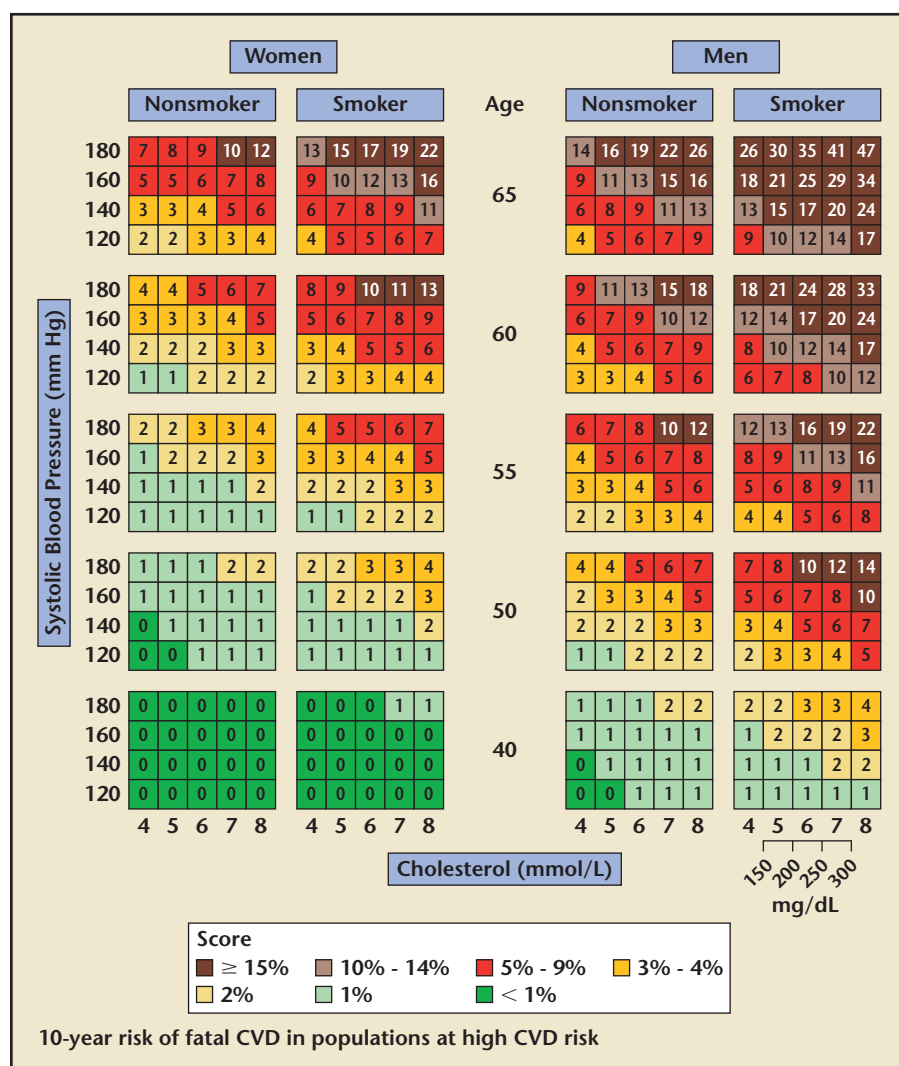 Women Men
Nonsmoker Smoker Age Nonsmoker Smoker
180 7 8 9 10 12 13 15 17 19 22 14 16 19 22 26 26 30 35 41 47
160 5 5 6 7 8 9 10 12 13 16 9 11 13 15 16 18 21 25 29 34
65
140 3 3 4 5 6 6 7 8 9 11 6 8 9 11 13 13 15 17 20 24
120 2 2 3 3 4 4 5 5 6 7 4 5 6 7 9 9 10 12 14 17
180 4 4 5 6 7 8 9 10 11 13 9 11 13 15 18 18 21 24 28 33
160 3 3 3 4 5 5 6 7 8 9 6 7 9 10 12 12 14 17 20 24
60
140 2 2 2 3 3 3 4 5 5 6 4 5 6 7 9 8 10 12 14 17
120 1 1 2 2 2 2 3 3 4 4 3 3 4 5 6 6 7 8 10 12
180 2 2 3 3 4 4 5 5 6 7 6 7 8 10 12 12 13 16 19 22
160 1 2 2 2 3 3 3 4 4 5 4 5 6 7 8 8 9 11 13 16
55
140 1 1 1 1 2 2 2 2 3 3 3 3 4 5 6 5 6 8 9 11
120 1 1 1 1 1 1 1 2 2 2 2 2 3 3 4 4 4 5 6 8
180 1 1 1 2 2 2 2 3 3 4 4 4 5 6 7 7 8 10 12 14
160 1 1 1 1 1 1 2 2 2 3 2 3 3 4 5 5 6 7 8 10
50
140 0 1 1 1 1 1 1 1 1 2 2 2 2 3 3 3 4 5 6 7
120 0 0 1 1 1 1 1 1 1 1 1 1 2 2 2 2 3 3 4 5
180 0 0 0 0 0 0 0 0 1 1 1 1 1 2 2 2 2 3 3 4
160 0 0 0 0 0 0 0 0 0 0 1 1 1 1 1 1 2 2 2 3
40
140 0 0 0 0 0 0 0 0 0 0 0 1 1 1 1 1 1 1 2 2
120 0 0 0 0 0 0 0 0 0 0 0 0 1 1 1 1 1 1 1 1
4 5 6 7 8 4 5 6 7 8 4 5 6 7 8 4 5 6 7 8
Systolic Blood Pressure (mm Hg)
Cholesterol (mmol/L)
150 200 250 300
mg/dL
Score
≥ 15% 10% - 14% 5% - 9% 3% - 4%
2% 1% < 1%
10-year risk of fatal CVD in populations at high CVD risk